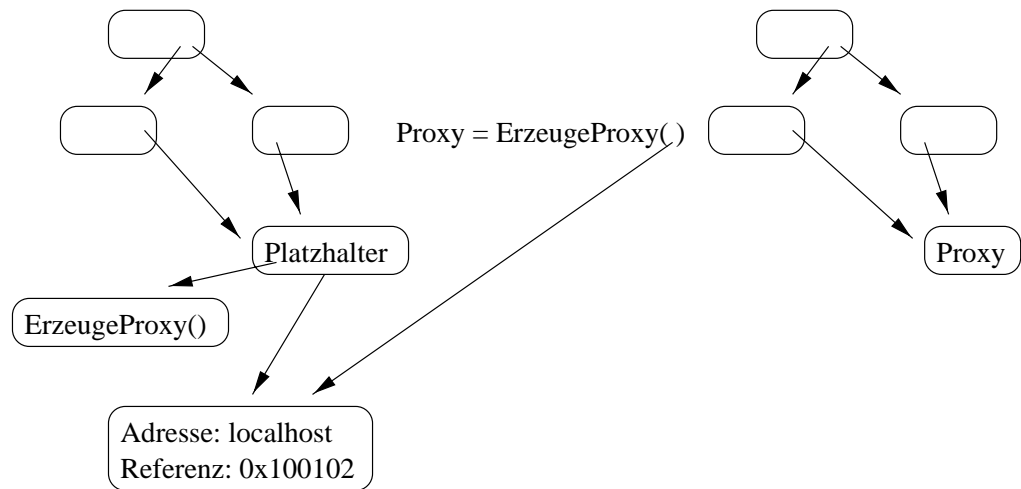 Proxy = ErzeugeProxy( )
Platzhalter
Proxy
ErzeugeProxy()
Adresse: localhost
Referenz: 0x100102